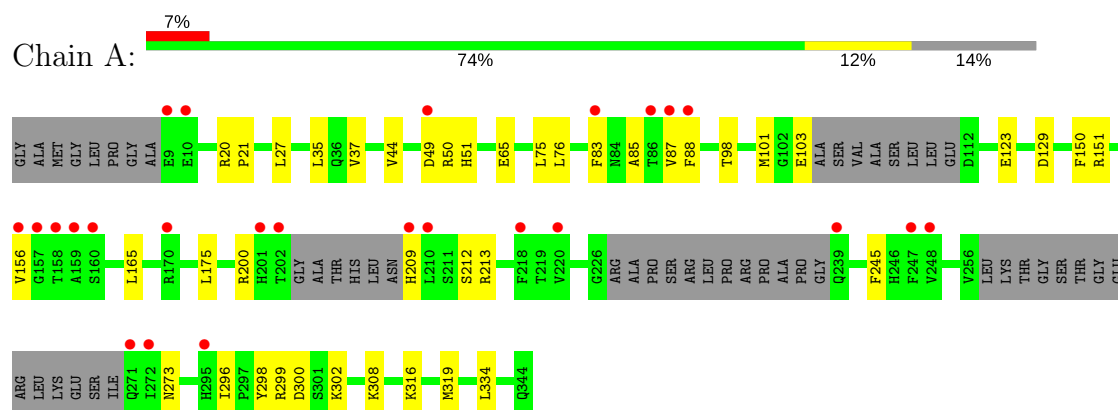 7%
Chain A:
74% 12% 14%
GLY ALA MET GLY LEU PRO GLY ALA E9 E10 R20 P21 L27 L35 Q36 V37 V44 D49 R50 H51 E65 L75 L76 F83 N84 A85 T86 V87 F88 T98 M101 G102 E103 ALA SER VAL ALA SER LEU LEU GLU D112 E123 D129 F150 R151
V156 G157 T158 A159 S160 L165 R170 L175 R200 H201 T202 GLY ALA THR HIS LEU ASN H209 L210 S211 S212 R213 F218 T219 V220 G226 ARG ALA PRO SER ARG LEU PRO ARG PRO ALA PRO GLY Q239 F245 H246 F247 V248 V256 LEU LYS THR GLY SER THR GLY GLU
ARG LEU LYS GLU SER ILE Q271 I272 N273 H295 I296 P297 Y298 R299 D300 S301 K302 K308 K316 M319 L334 Q344